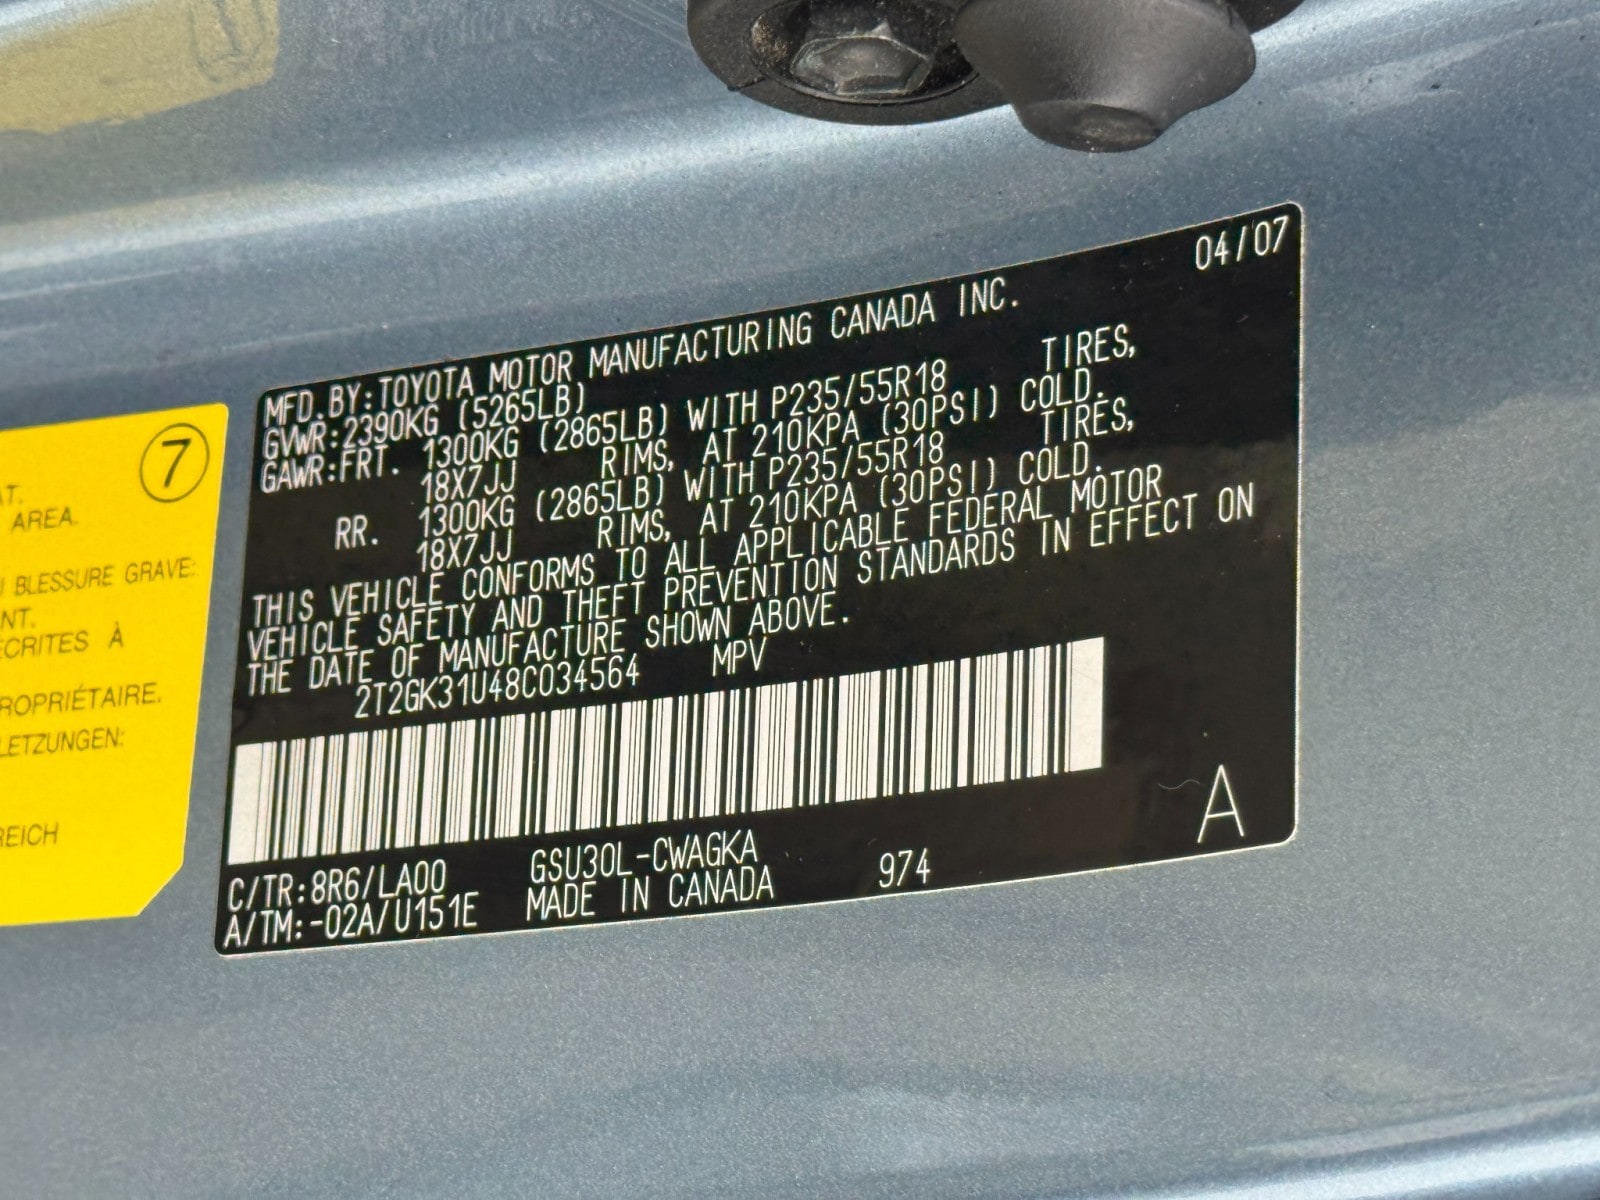 7
AT.
AREA.
BLESSURE GRAVE:
NT.
ÉCRITES À
ROPRIÉTAIRE.
LETZUNGEN:
REICH
04/07
MFD.BY:TOYOTA MOTOR MANUFACTURING CANADA INC.
GVWR:2390KG (5265LB)
GAWR:FRT. 1300KG (2865LB) WITH P235/55R18 TIRES,
18X7JJ RIMS, AT 210KPA (30PSI) COLD.
RR. 1300KG (2865LB) WITH P235/55R18 TIRES,
18X7JJ RIMS, AT 210KPA (30PSI) COLD.
THIS VEHICLE CONFORMS TO ALL APPLICABLE FEDERAL MOTOR
VEHICLE SAFETY AND THEFT PREVENTION STANDARDS IN EFFECT ON
THE DATE OF MANUFACTURE SHOWN ABOVE.
2T2GK31U48C034564 MPV
C/TR:8R6/LA00 GSU30L-CWAGKA
A/TM:-02A/U151E MADE IN CANADA 974
A